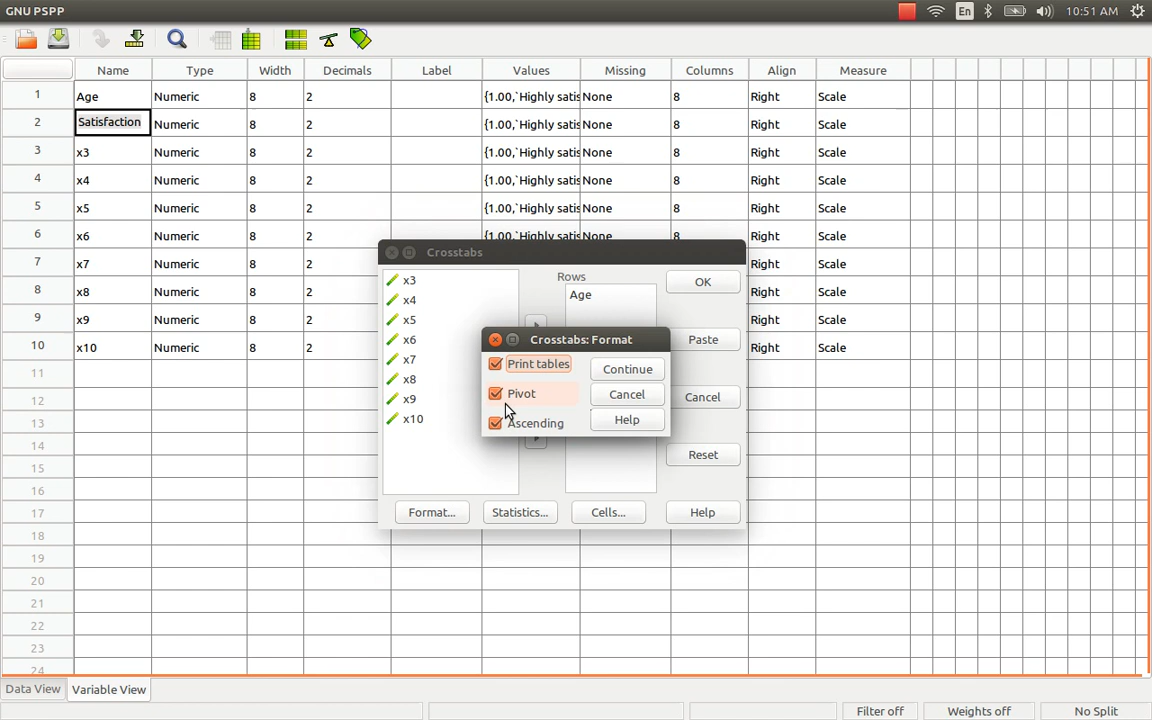 GNU PSPP
En
10:51 AM
Name Type Width Decimals Label Values Missing Columns Align Measure
1 Age Numeric 8 2 {1.00,`Highly satis None 8 Right Scale
2 Satisfaction Numeric 8 2 {1.00,`Highly satis None 8 Right Scale
3 x3 Numeric 8 2 {1.00,`Highly satis None 8 Right Scale
4 x4 Numeric 8 2 {1.00,`Highly satis None 8 Right Scale
5 x5 Numeric 8 2 {1.00,`Highly satis None 8 Right Scale
6 x6 Numeric 8 2 {1.00,`Highly satis None 8 Right Scale
7 x7 Numeric 8 2 Right Scale
8 x8 Numeric 8 2 Right Scale
9 x9 Numeric 8 2 Right Scale
10 x10 Numeric 8 2 Right Scale
11
12
13
14
15
16
17
18
19
20
21
22
23
24
Crosstabs
x3
x4
x5
x6
x7
x8
x9
x10
Rows
Age
OK
Paste
Cancel
Reset
Format... Statistics... Cells... Help
Crosstabs: Format
Print tables Continue
Pivot Cancel
Ascending Help
Data View Variable View
Filter off Weights off No Split